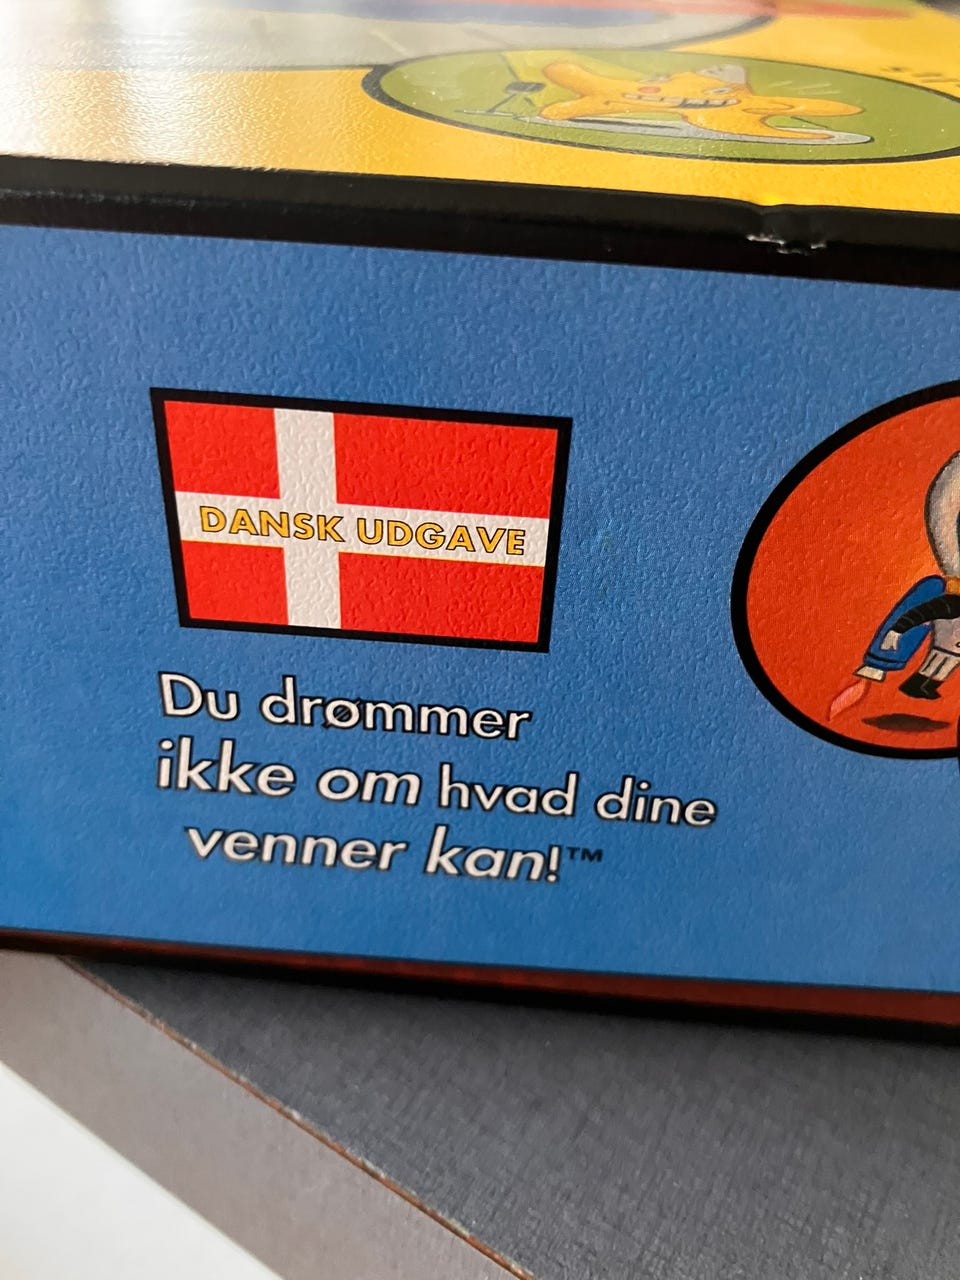 DANSK UDGAVE
Du drømmer
ikke om hvad dine
venner kan!™